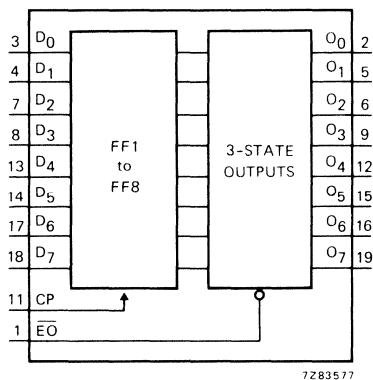 3 D0 O0 2
4 D1 O1 5
7 D2 O2 6
8 D3 O3 9
13 D4 O4 12
14 D5 O5 15
17 D6 O6 16
18 D7 O7 19
FF1
to
FF8
3-STATE
OUTPUTS
11 CP
1 E̅O̅
7Z83577